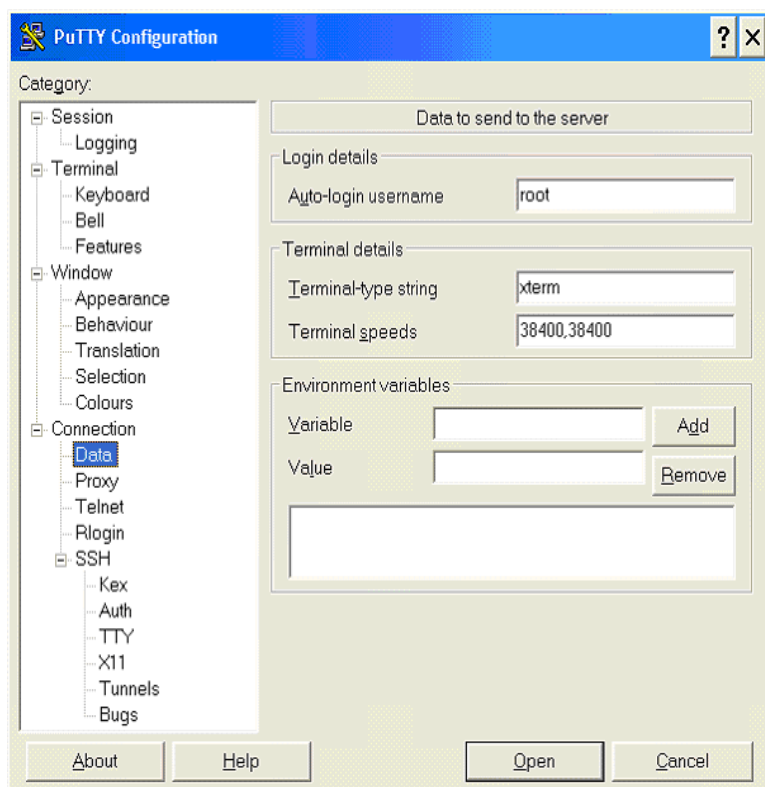 PuTTY Configuration
?
Category:
Session
Logging
Terminal
Keyboard
Bell
Features
Window
Appearance
Behaviour
Translation
Selection
Colours
Connection
Data
Proxy
Telnet
Rlogin
SSH
Kex
Auth
TTY
X11
Tunnels
Bugs
Data to send to the server
Login details
Auto-login username root
Terminal details
Terminal-type string xterm
Terminal speeds 38400,38400
Environment variables
Variable Add
Value Remove
About Help Open Cancel